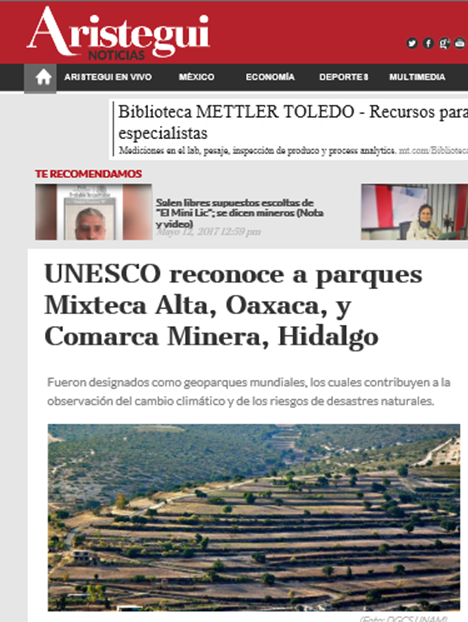 Aristegui
NOTICIAS
ARISTEGUI EN VIVO MÉXICO ECONOMÍA DEPORTES MULTIMEDIA
Biblioteca METTLER TOLEDO - Recursos para
especialistas
Mediciones en el lab, pesaje, inspección de produco y process analytics. mt.com/Biblioteca
TE RECOMENDAMOS
Salen libres supuestos escoltas de
"El Mini Lic"; se dicen mineros (Nota
y video)
Mayo 12, 2017 12:59 pm
UNESCO reconoce a parques
Mixteca Alta, Oaxaca, y
Comarca Minera, Hidalgo
Fueron designados como geoparques mundiales, los cuales contribuyen a la
observación del cambio climático y de los riesgos de desastres naturales.
(Foto: DGCS UNAM)